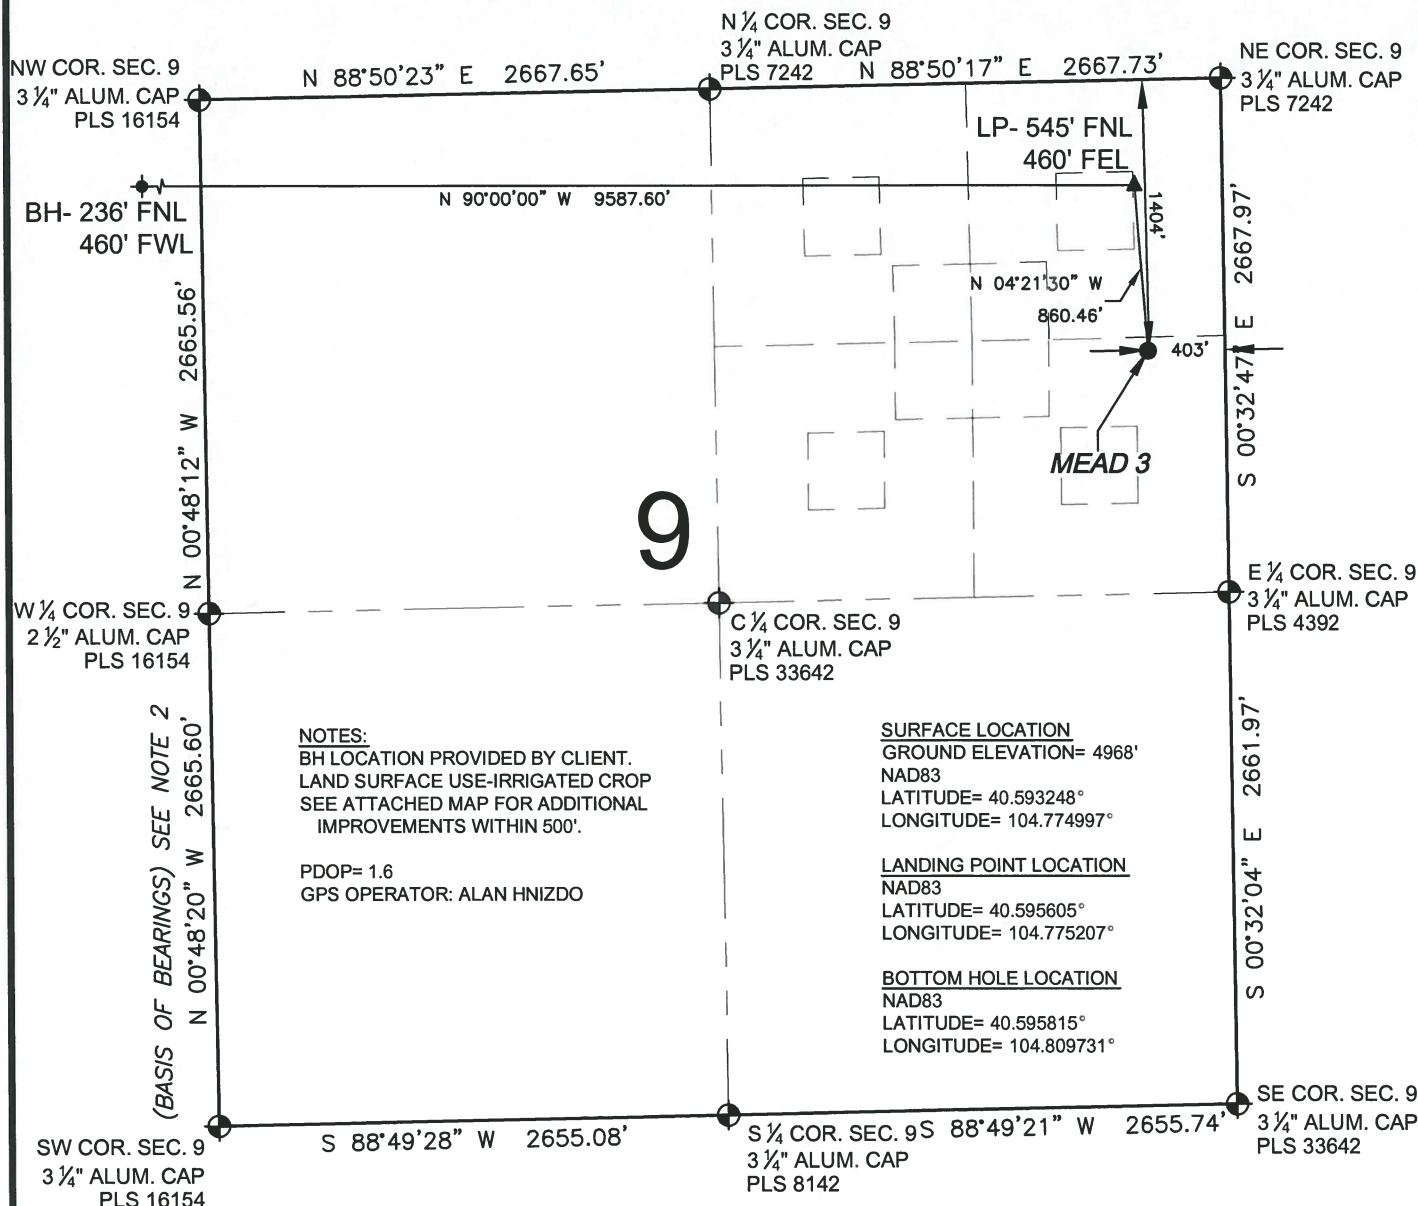 N ¼ COR. SEC. 9
3 ¼" ALUM. CAP
PLS 7242
NW COR. SEC. 9
3 ¼" ALUM. CAP
PLS 16154
N 88°50'23" E 2667.65'
N 88°50'17" E 2667.73'
NE COR. SEC. 9
3 ¼" ALUM. CAP
PLS 7242
LP- 545' FNL
460' FEL
BH- 236' FNL
460' FWL
N 90°00'00" W 9587.60'
1404'
N 04°21'30" W
860.46'
403'
MEAD 3
S 00°32'47" E 2667.97'
N 00°48'12" W 2665.56'
9
W ¼ COR. SEC. 9
2 ½" ALUM. CAP
PLS 16154
C ¼ COR. SEC. 9
3 ¼" ALUM. CAP
PLS 33642
E ¼ COR. SEC. 9
3 ¼" ALUM. CAP
PLS 4392
(BASIS OF BEARINGS) SEE NOTE 2
N 00°48'20" W 2665.60'
NOTES:
BH LOCATION PROVIDED BY CLIENT.
LAND SURFACE USE-IRRIGATED CROP
SEE ATTACHED MAP FOR ADDITIONAL
IMPROVEMENTS WITHIN 500'.
PDOP= 1.6
GPS OPERATOR: ALAN HNIZDO
SURFACE LOCATION
GROUND ELEVATION= 4968'
NAD83
LATITUDE= 40.593248°
LONGITUDE= 104.774997°
LANDING POINT LOCATION
NAD83
LATITUDE= 40.595605°
LONGITUDE= 104.775207°
BOTTOM HOLE LOCATION
NAD83
LATITUDE= 40.595815°
LONGITUDE= 104.809731°
S 00°32'04" E 2661.97'
SW COR. SEC. 9
3 ¼" ALUM. CAP
PLS 16154
S 88°49'28" W 2655.08'
S ¼ COR. SEC. 9
3 ¼" ALUM. CAP
PLS 8142
S 88°49'21" W 2655.74'
SE COR. SEC. 9
3 ¼" ALUM. CAP
PLS 33642